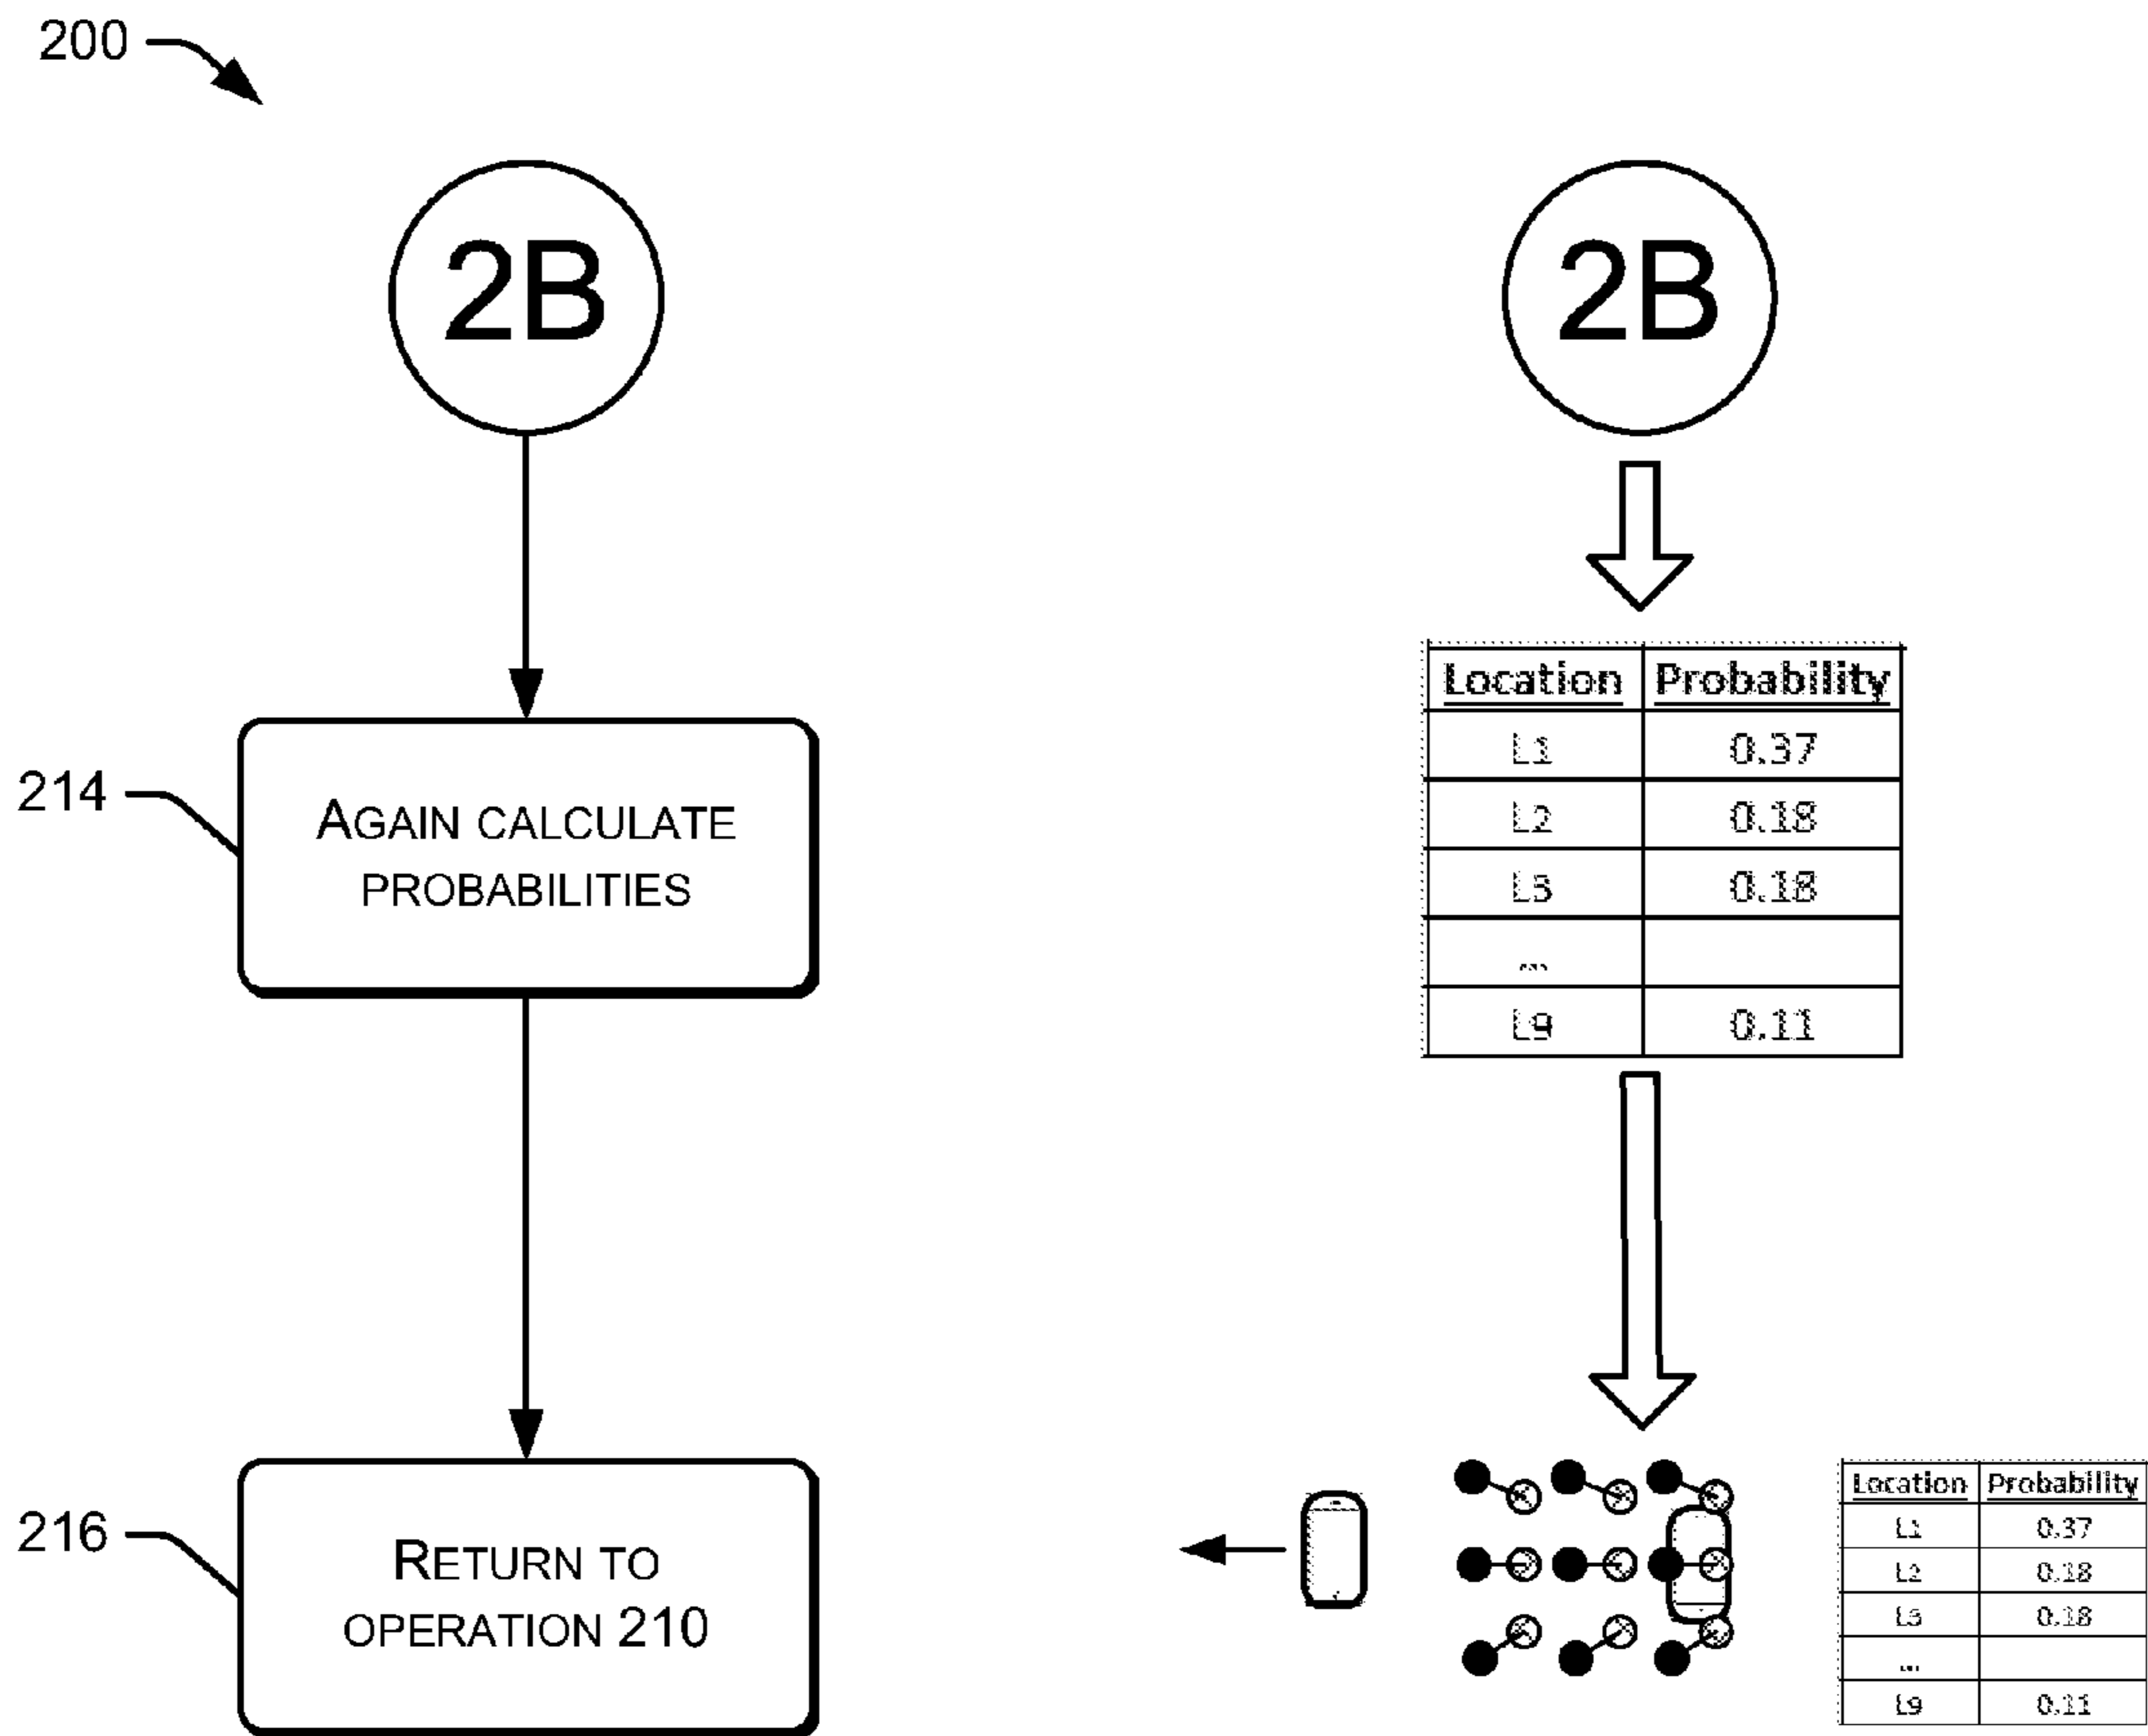 200
2B
2B
Location Probability
L1 0.37
L2 0.18
L3 0.18
...
L9 0.11
214
AGAIN CALCULATE
PROBABILITIES
216
RETURN TO
OPERATION 210
Location Probability
L1 0.37
L2 0.18
L3 0.18
...
L9 0.11